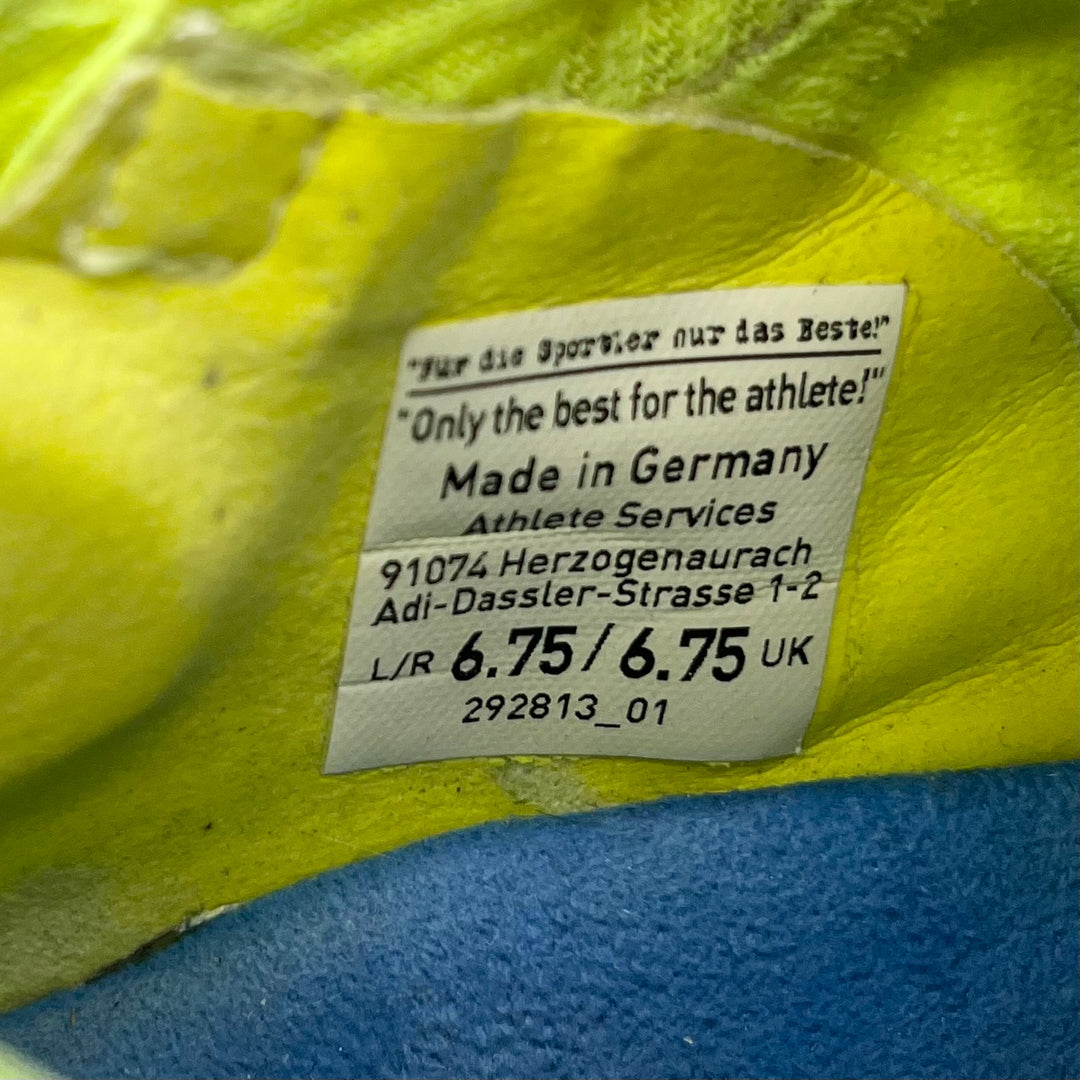 "Für die Sportler nur das Beste!"
"Only the best for the athlete!"
Made in Germany
Athlete Services
91074 Herzogenaurach
Adi-Dassler-Strasse 1-2
L/R 6.75/6.75 UK
292813_01